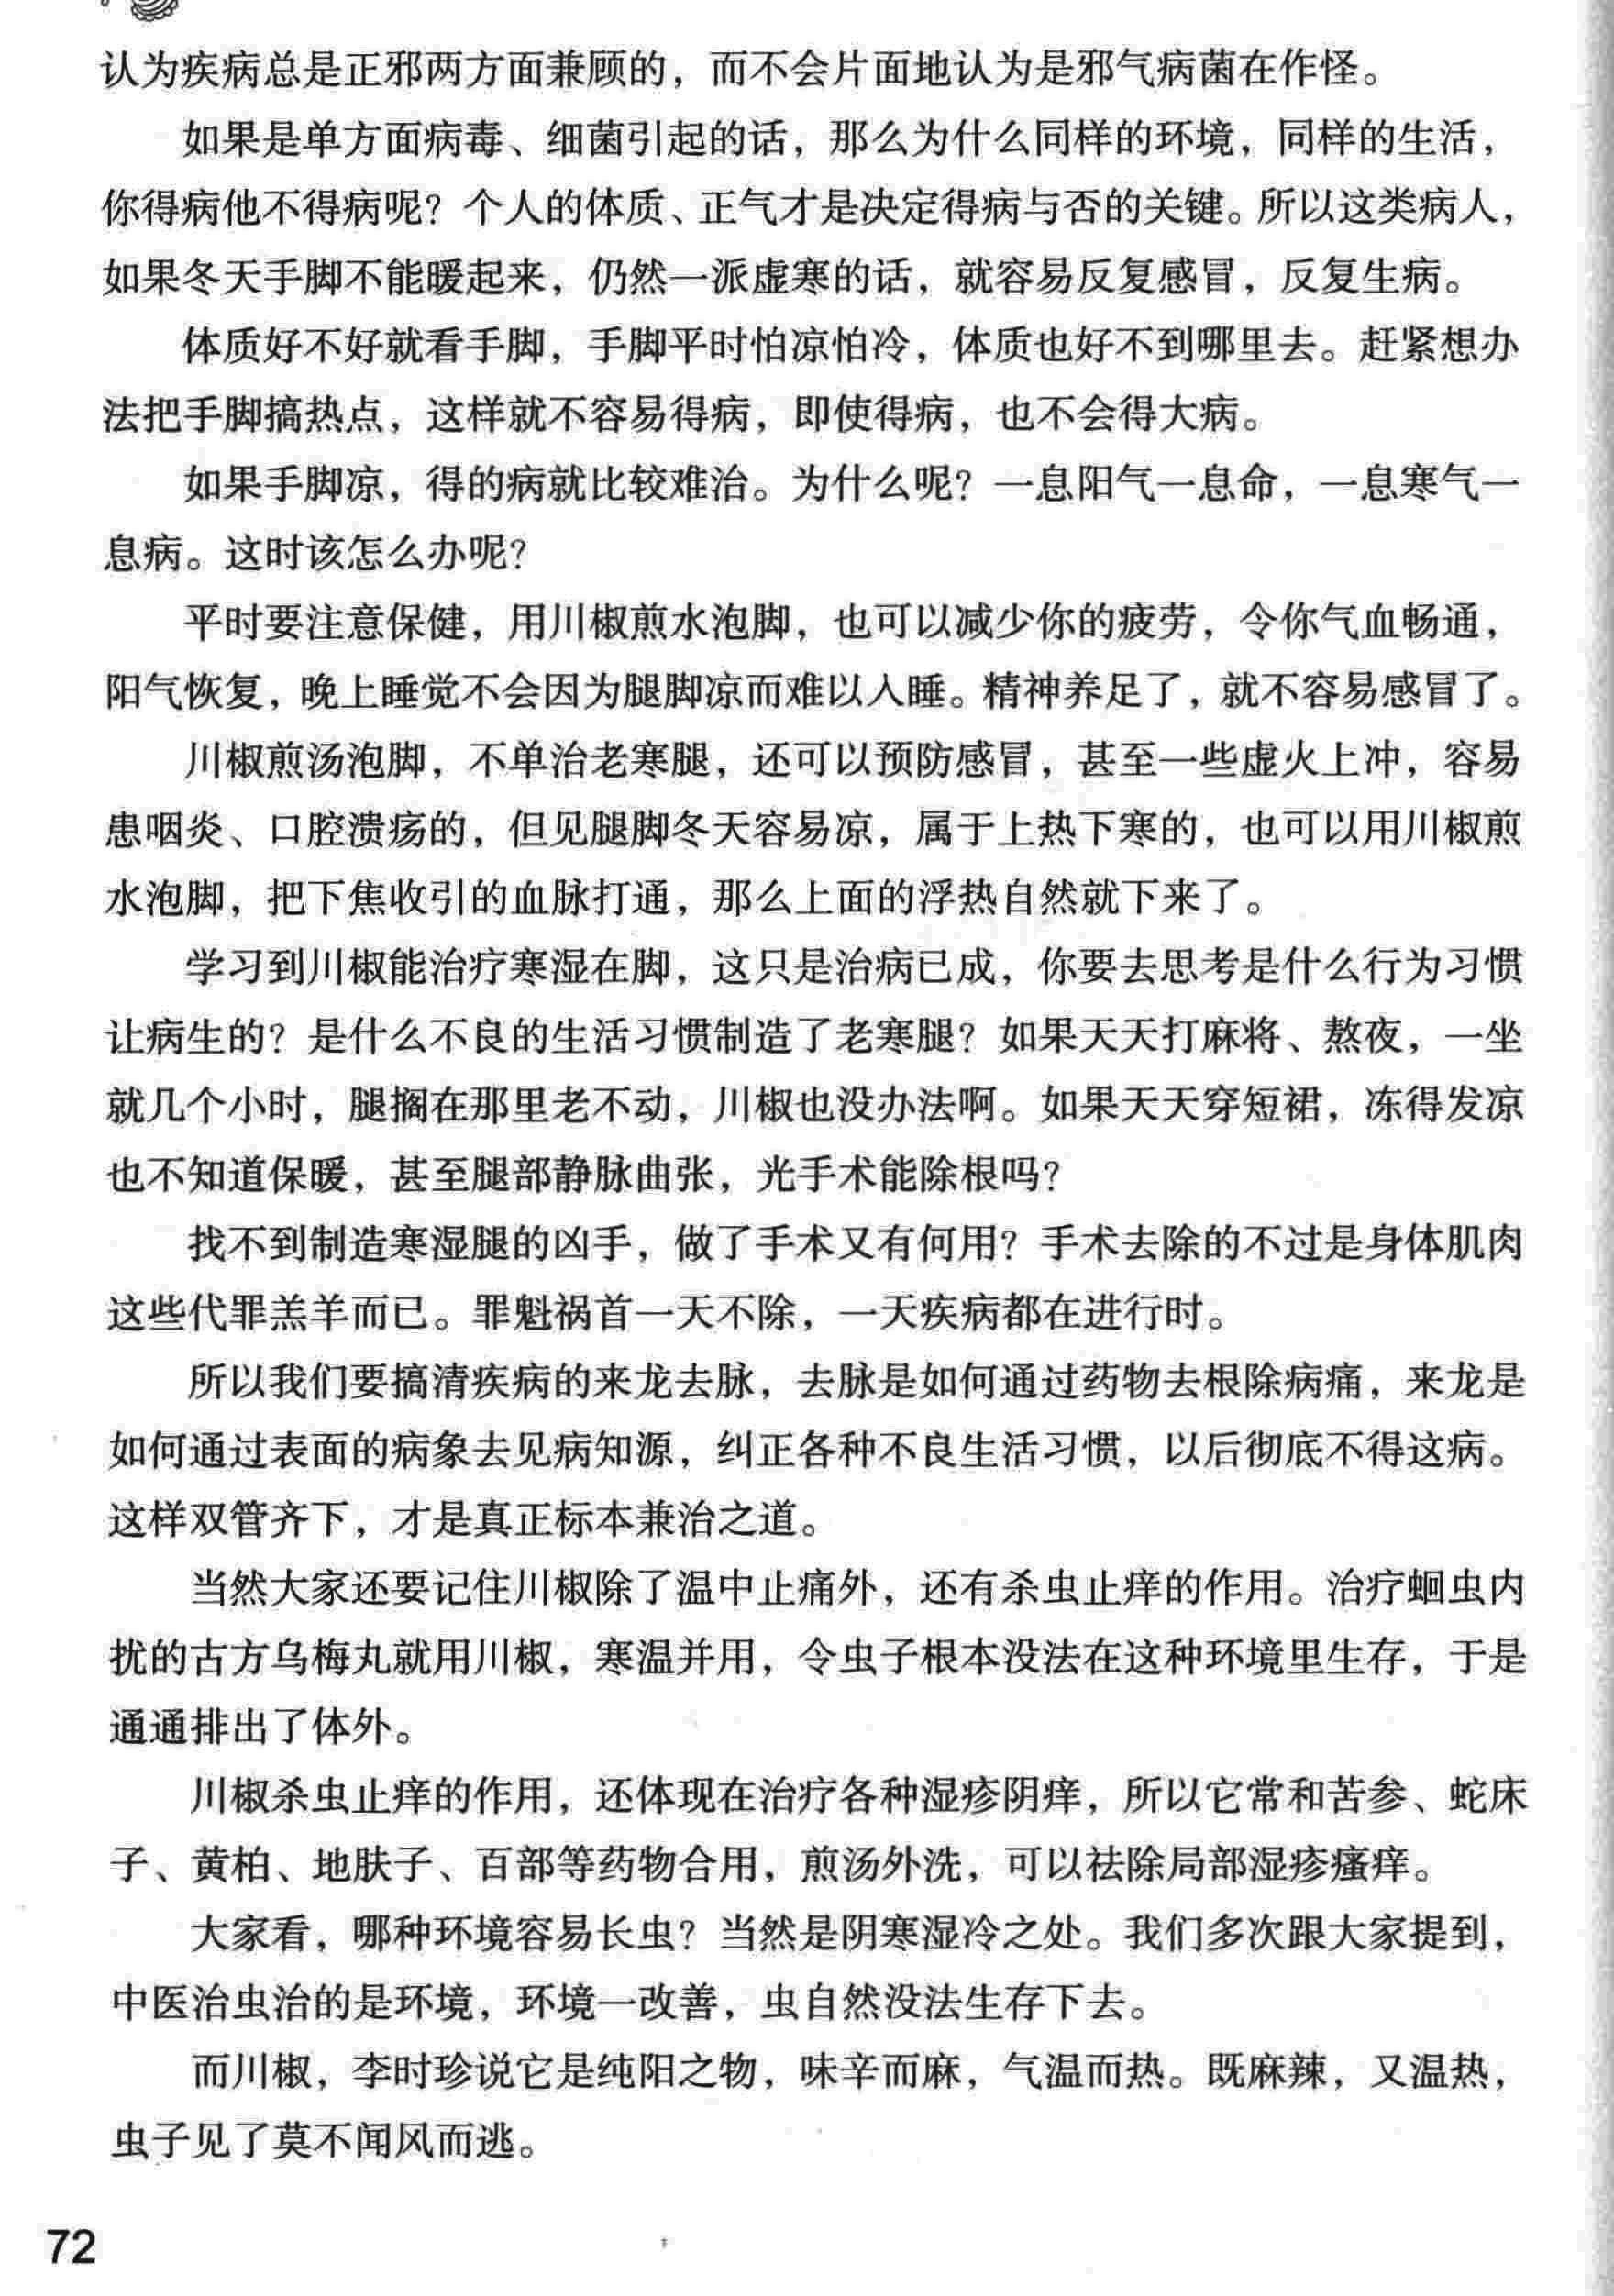 认为疾病总是正邪两方面兼顾的，而不会片面地认为是邪气病菌在作怪。
如果是单方面病毒、细菌引起的话，那么为什么同样的环境，同样的生活，
你得病他不得病呢？个人的体质、正气才是决定得病与否的关键。所以这类病人，
如果冬天手脚不能暖起来，仍然一派虚寒的话，就容易反复感冒，反复生病。
体质好不好就看手脚，手脚平时怕凉怕冷，体质也好不到哪里去。赶紧想办
法把手脚搞热点，这样就不容易得病，即使得病，也不会得大病。
如果手脚凉，得的病就比较难治。为什么呢？一息阳气一息命，一息寒气一
息病。这时该怎么办呢？
平时要注意保健，用川椒煎水泡脚，也可以减少你的疲劳，令你气血畅通，
阳气恢复，晚上睡觉不会因为腿脚凉而难以入睡。精神养足了，就不容易感冒了。
川椒煎汤泡脚，不单治老寒腿，还可以预防感冒，甚至一些虚火上冲，容易
患咽炎、口腔溃疡的，但见腿脚冬天容易凉，属于上热下寒的，也可以用川椒煎
水泡脚，把下焦收引的血脉打通，那么上面的浮热自然就下来了。
学习到川椒能治疗寒湿在脚，这只是治病已成，你要去思考是什么行为习惯
让病生的？是什么不良的生活习惯制造了老寒腿？如果天天打麻将、熬夜，一坐
就几个小时，腿搁在那里老不动，川椒也没办法啊。如果天天穿短裙，冻得发凉
也不知道保暖，甚至腿部静脉曲张，光手术能除根吗？
找不到制造寒湿腿的凶手，做了手术又有何用？手术去除的不过是身体肌肉
这些代罪羔羊而已。罪魁祸首一天不除，一天疾病都在进行时。
所以我们要搞清疾病的来龙去脉，去脉是如何通过药物去根除病痛，来龙是
如何通过表面的病象去见病知源，纠正各种不良生活习惯，以后彻底不得这病。
这样双管齐下，才是真正标本兼治之道。
当然大家还要记住川椒除了温中止痛外，还有杀虫止痒的作用。治疗蛔虫内
扰的古方乌梅丸就用川椒，寒温并用，令虫子根本没法在这种环境里生存，于是
通通排出了体外。
川椒杀虫止痒的作用，还体现在治疗各种湿疹阴痒，所以它常和苦参、蛇床
子、黄柏、地肤子、百部等药物合用，煎汤外洗，可以祛除局部湿疹瘙痒。
大家看，哪种环境容易长虫？当然是阴寒湿冷之处。我们多次跟大家提到，
中医治虫治的是环境，环境一改善，虫自然没法生存下去。
而川椒，李时珍说它是纯阳之物，味辛而麻，气温而热。既麻辣，又温热，
虫子见了莫不闻风而逃。
72